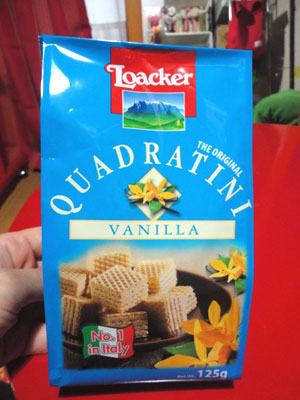 Loacker
THE ORIGINAL
QUADRATINI
VANILLA
No. 1
in Italy
125g